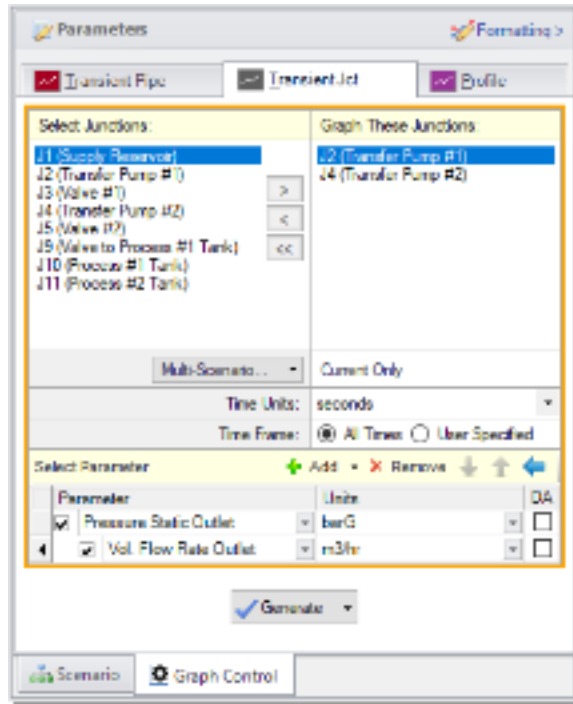 Parameters
Formatting >
Transient Pipe
Transient Jct
Profile
Select Junctions:
Graph These Junctions:
J1 (Supply Reservoir)
J2 (Transfer Pump #1)
J3 (Valve #1)
J4 (Transfer Pump #2)
J5 (Valve #2)
J9 (Valve to Process #1 Tank)
J10 (Process #1 Tank)
J11 (Process #2 Tank)
>
<
<<
J2 (Transfer Pump #1)
J4 (Transfer Pump #2)
Multi-Scenario...
Current Only
Time Units:
seconds
Time Frame:
All Times
User Specified
Select Parameter
Add
Remove
Parameter
Units
DA
Pressure Static Outlet
barG
Vol. Flow Rate Outlet
m3/hr
Generate
Scenario
Graph Control